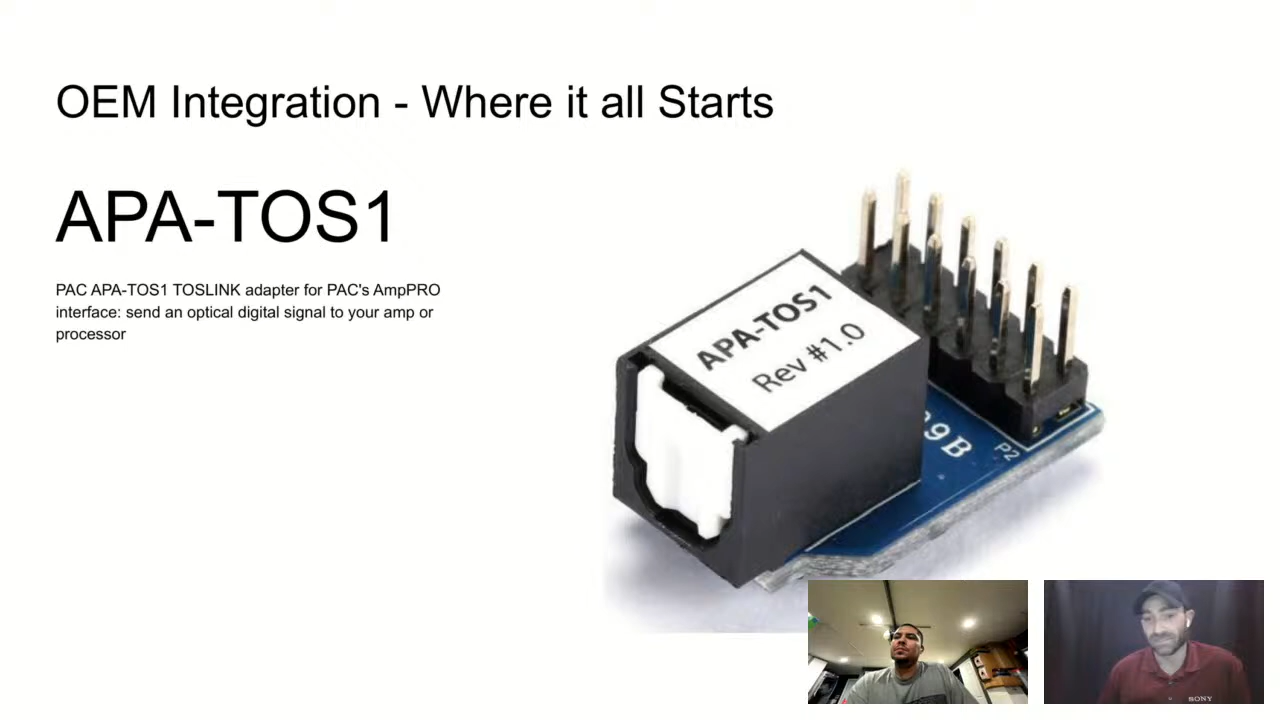 OEM Integration - Where it all Starts
APA-TOS1
PAC APA-TOS1 TOSLINK adapter for PAC's AmpPRO
interface: send an optical digital signal to your amp or
processor
APA-TOS1
Rev #1.0
9B
P2
SONY